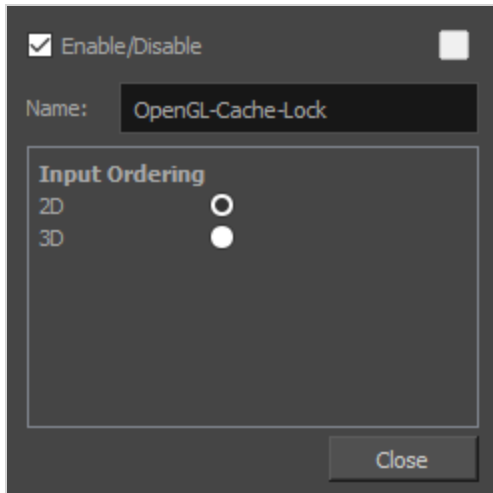 Enable/Disable
Name: OpenGL-Cache-Lock
Input Ordering
2D
3D
Close